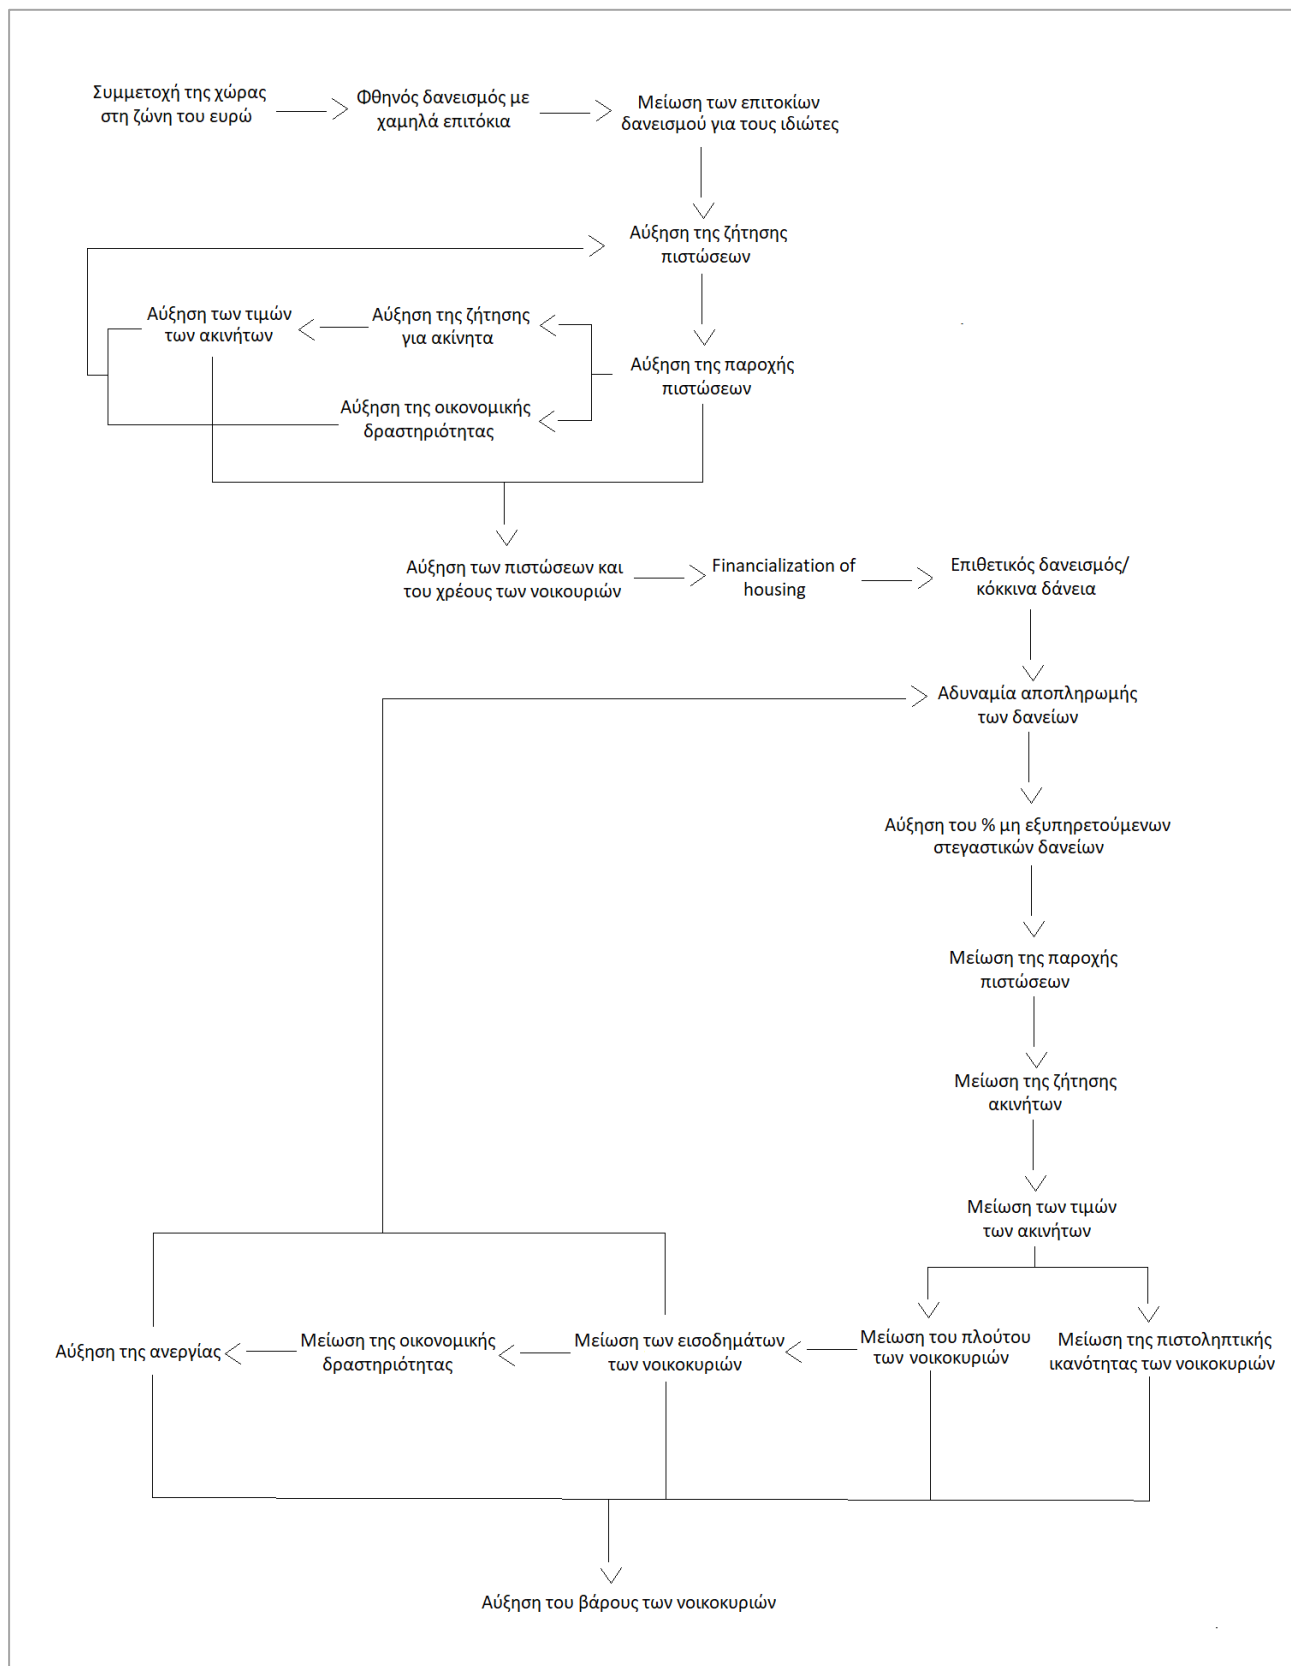 Συμμετοχή της χώρας
στη ζώνη του ευρώ
Φθηνός δανεισμός με
χαμηλά επιτόκια
Μείωση των επιτοκίων
δανεισμού για τους ιδιώτες
Αύξηση της ζήτησης
πιστώσεων
Αύξηση των τιμών
των ακινήτων
Αύξηση της ζήτησης
για ακίνητα
Αύξηση της παροχής
πιστώσεων
Αύξηση της οικονομικής
δραστηριότητας
Αύξηση των πιστώσεων και
του χρέους των νοικουριών
Financialization of
housing
Επιθετικός δανεισμός/
κόκκινα δάνεια
Αδυναμία αποπληρωμής
των δανείων
Αύξηση του % μη εξυπηρετούμενων
στεγαστικών δανείων
Μείωση της παροχής
πιστώσεων
Μείωση της ζήτησης
ακινήτων
Μείωση των τιμών
των ακινήτων
Αύξηση της ανεργίας
Μείωση της οικονομικής
δραστηριότητας
Μείωση των εισοδημάτων
των νοικοκυριών
Μείωση του πλούτου
των νοικοκυριών
Μείωση της πιστοληπτικής
ικανότητας των νοικοκυριών
Αύξηση του βάρους των νοικοκυριών